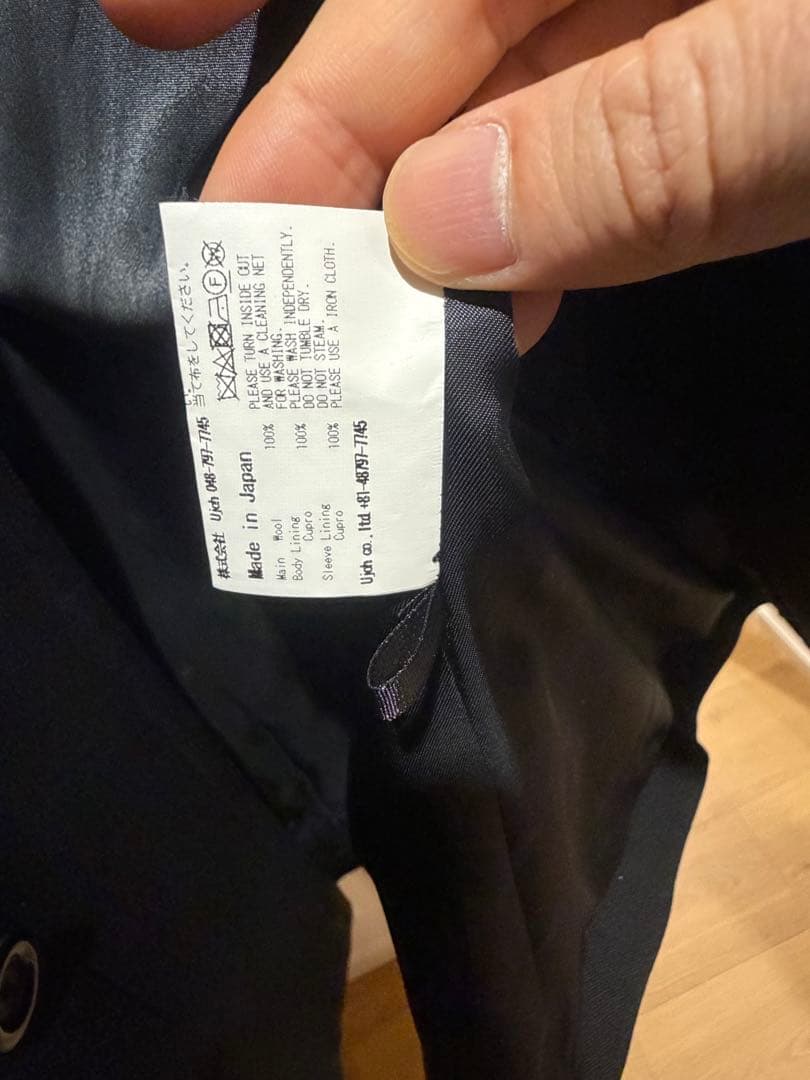 い。
当て布をしてください。
PLEASE TURN INSIDE OUT
AND USE A CLEANING NET
FOR WASHING.
PLEASE WASH INDEPENDENTLY.
DO NOT TUMBLE DRY.
DO NOT STEAM.
PLEASE USE A IRON CLOTH.
株式会社 Ujoh 048-797-7745
Made in Japan
Main Wool 100%
Body Lining
Cupro 100%
Sleeve Lining
Cupro 100%
Ujoh co.,ltd +81-48797-7745